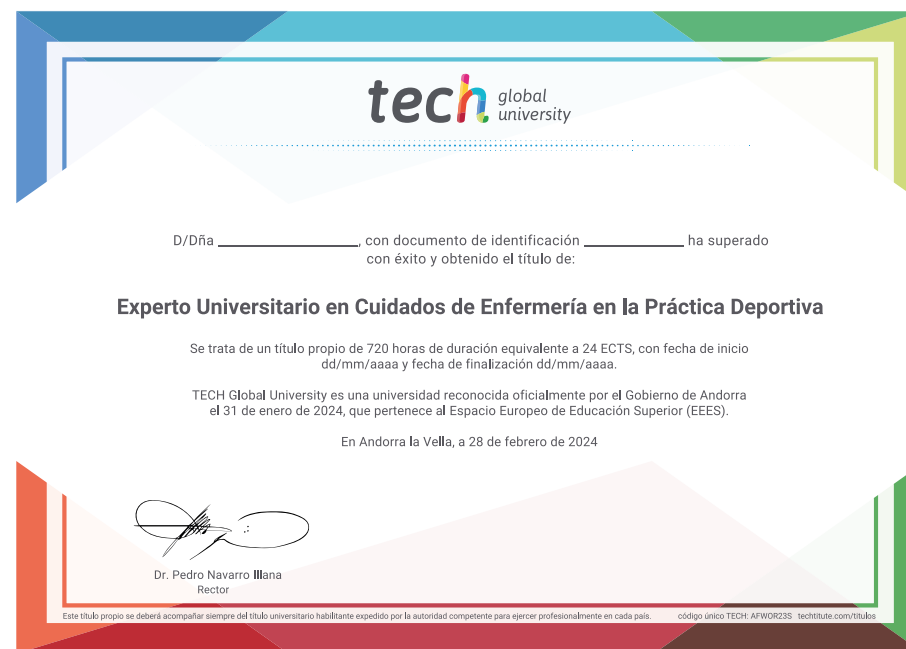 tech global university
D/Dña ____________________, con documento de identificación ______________ ha superado
con éxito y obtenido el título de:
Experto Universitario en Cuidados de Enfermería en la Práctica Deportiva
Se trata de un título propio de 720 horas de duración equivalente a 24 ECTS, con fecha de inicio
dd/mm/aaaa y fecha de finalización dd/mm/aaaa.
TECH Global University es una universidad reconocida oficialmente por el Gobierno de Andorra
el 31 de enero de 2024, que pertenece al Espacio Europeo de Educación Superior (EEES).
En Andorra la Vella, a 28 de febrero de 2024
Dr. Pedro Navarro Illana
Rector
Este título propio se deberá acompañar siempre del título universitario habilitante expedido por la autoridad competente para ejercer profesionalmente en cada país. código único TECH: AFWOR23S techtitute.com/titulos